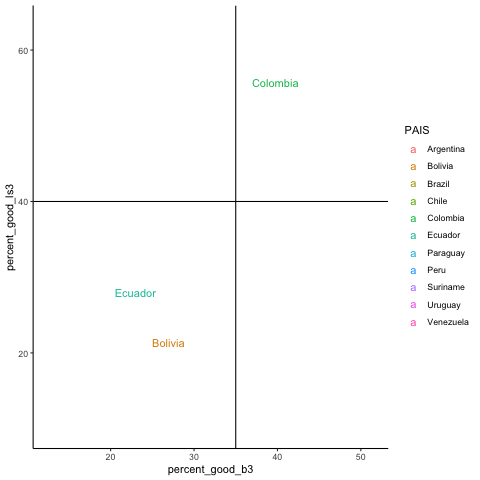 60
Colombia
40
Ecuador
Bolivia
20
20
30
40
50
percent_good_b3
percent_good_ls3
PAIS
a Argentina
a Bolivia
a Brazil
a Chile
a Colombia
a Ecuador
a Paraguay
a Peru
a Suriname
a Uruguay
a Venezuela